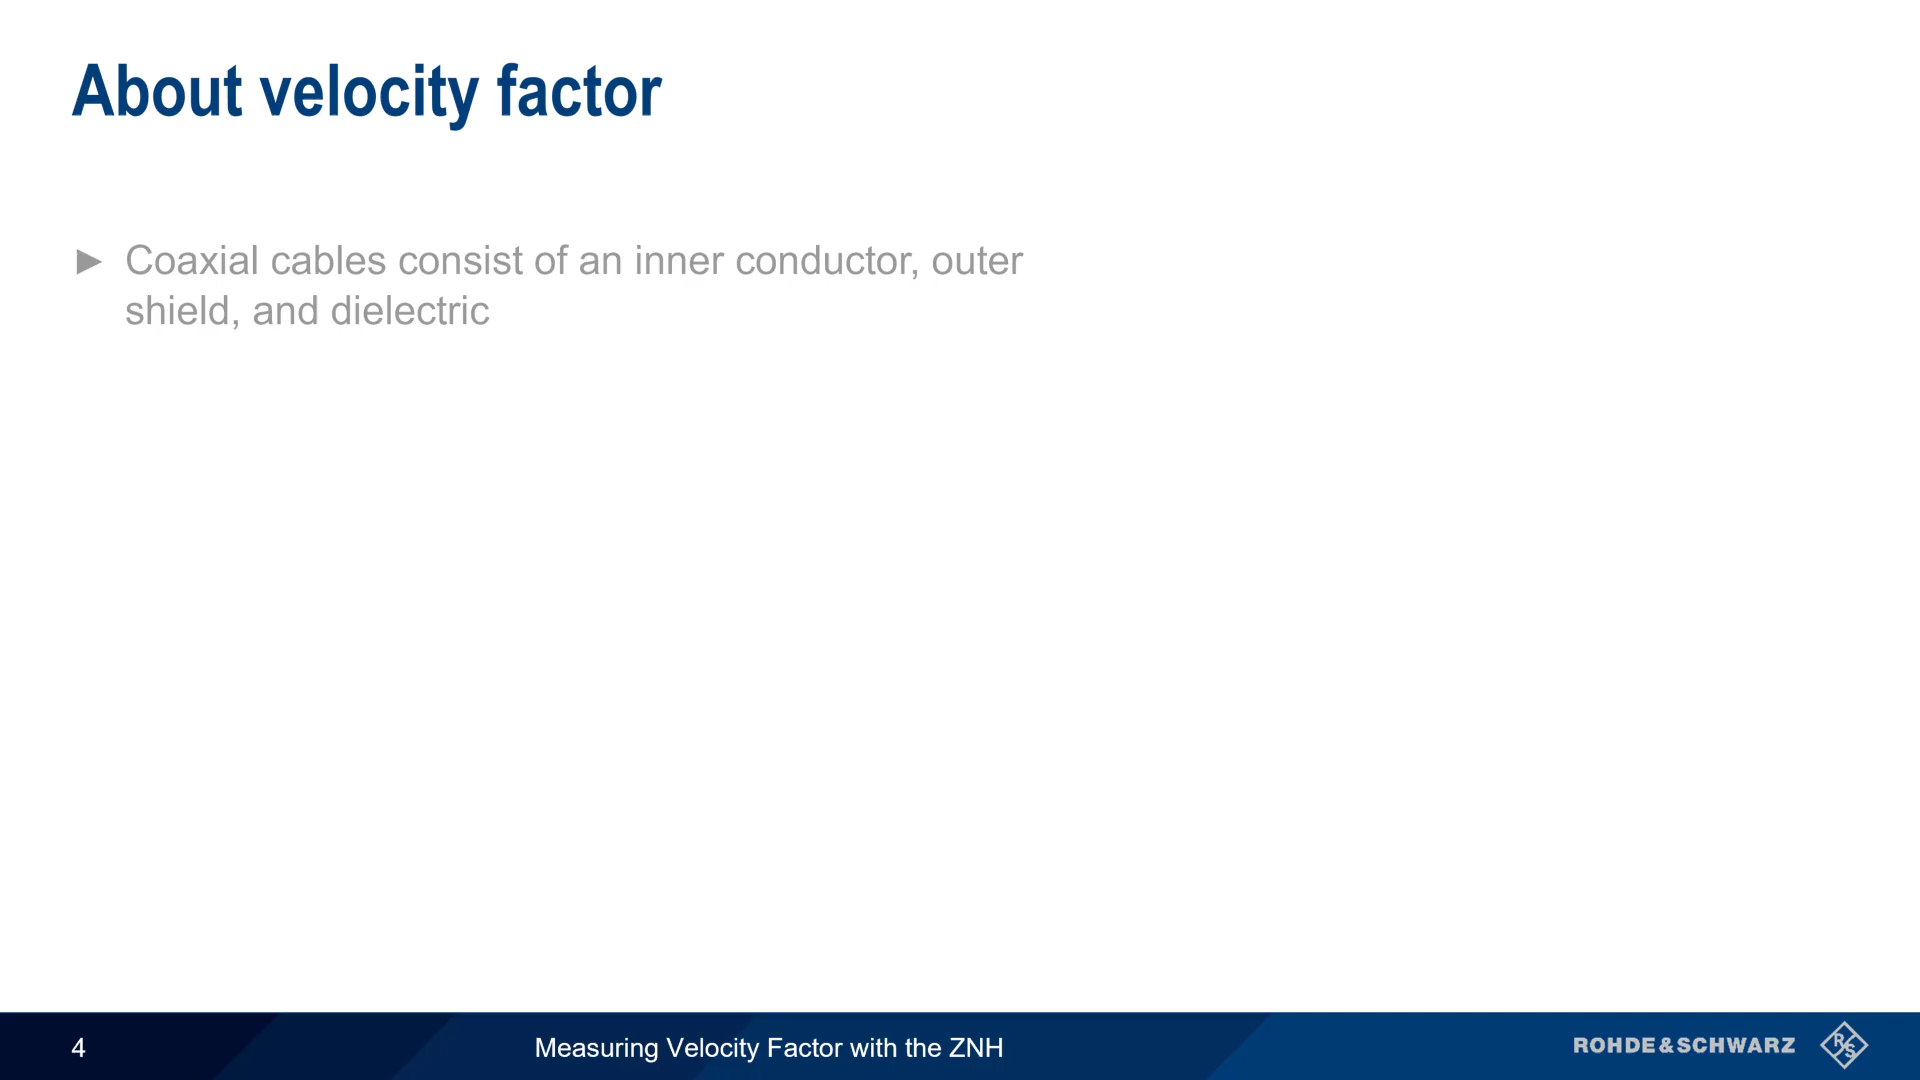 About velocity factor
► Coaxial cables consist of an inner conductor, outer
shield, and dielectric
4
Measuring Velocity Factor with the ZNH
ROHDE&SCHWARZ
R S